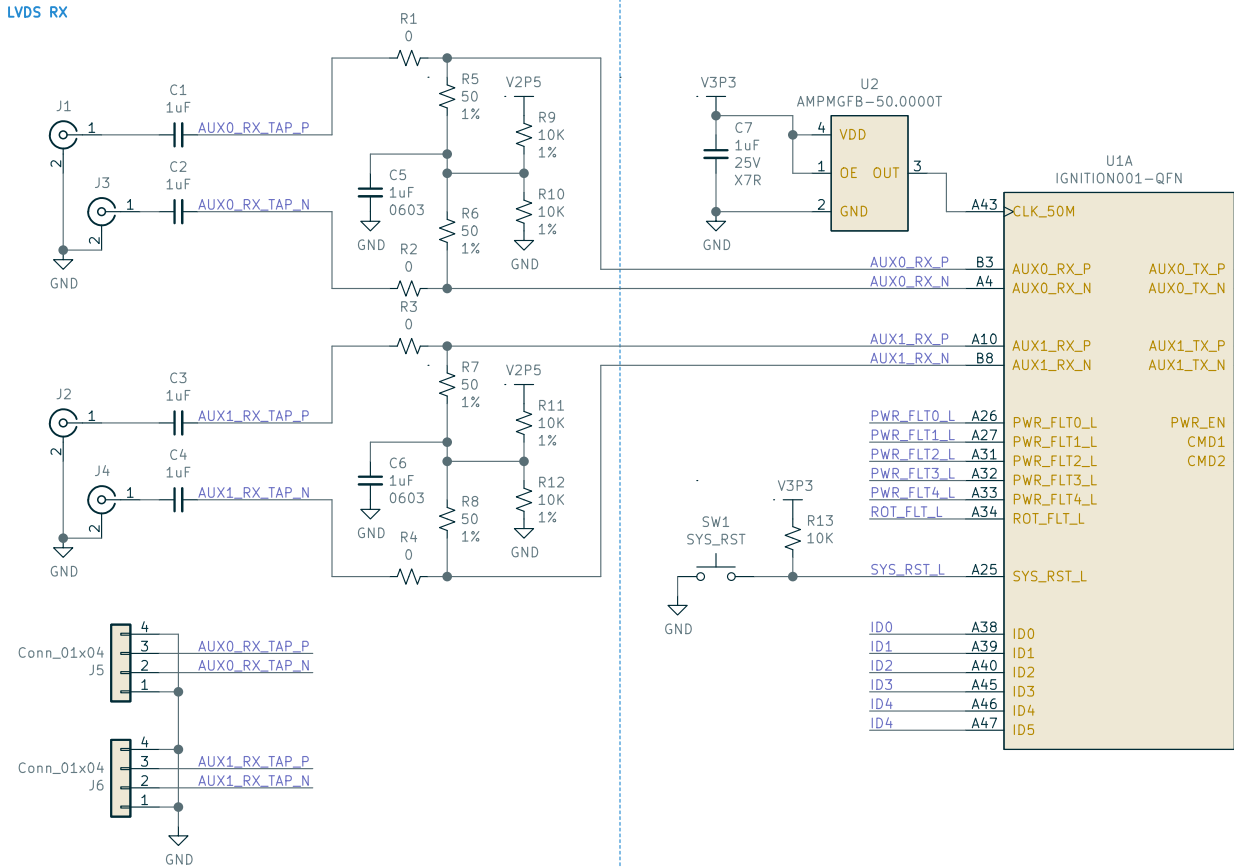 LVDS RX
R1
0
J1
1
2
C1
1uF
AUX0_RX_TAP_P
J3
1
2
C2
1uF
AUX0_RX_TAP_N
GND
R5
50
1%
V2P5
R9
10K
1%
C5
1uF
0603
GND
R6
50
1%
R10
10K
1%
GND
R2
0
R3
0
J2
1
2
C3
1uF
AUX1_RX_TAP_P
J4
1
2
C4
1uF
AUX1_RX_TAP_N
GND
R7
50
1%
V2P5
R11
10K
1%
C6
1uF
0603
GND
R8
50
1%
R12
10K
1%
GND
R4
0
Conn_01x04
J5
4
3
2
1
AUX0_RX_TAP_P
AUX0_RX_TAP_N
Conn_01x04
J6
4
3
2
1
AUX1_RX_TAP_P
AUX1_RX_TAP_N
GND
V3P3
C7
1uF
25V
X7R
GND
U2
AMPMGFB-50.0000T
4
VDD
1
OE
OUT
3
2
GND
U1A
IGNITION001-QFN
A43
CLK_50M
AUX0_RX_P
B3
AUX0_RX_P
AUX0_TX_P
AUX0_RX_N
A4
AUX0_RX_N
AUX0_TX_N
AUX1_RX_P
A10
AUX1_RX_P
AUX1_TX_P
AUX1_RX_N
B8
AUX1_RX_N
AUX1_TX_N
PWR_FLT0_L
A26
PWR_FLT0_L
PWR_EN
PWR_FLT1_L
A27
PWR_FLT1_L
CMD1
PWR_FLT2_L
A31
PWR_FLT2_L
CMD2
PWR_FLT3_L
A32
PWR_FLT3_L
PWR_FLT4_L
A33
PWR_FLT4_L
ROT_FLT_L
A34
ROT_FLT_L
V3P3
R13
10K
SW1
SYS_RST
GND
SYS_RST_L
A25
SYS_RST_L
ID0
A38
ID0
ID1
A39
ID1
ID2
A40
ID2
ID3
A45
ID3
ID4
A46
ID4
ID4
A47
ID5